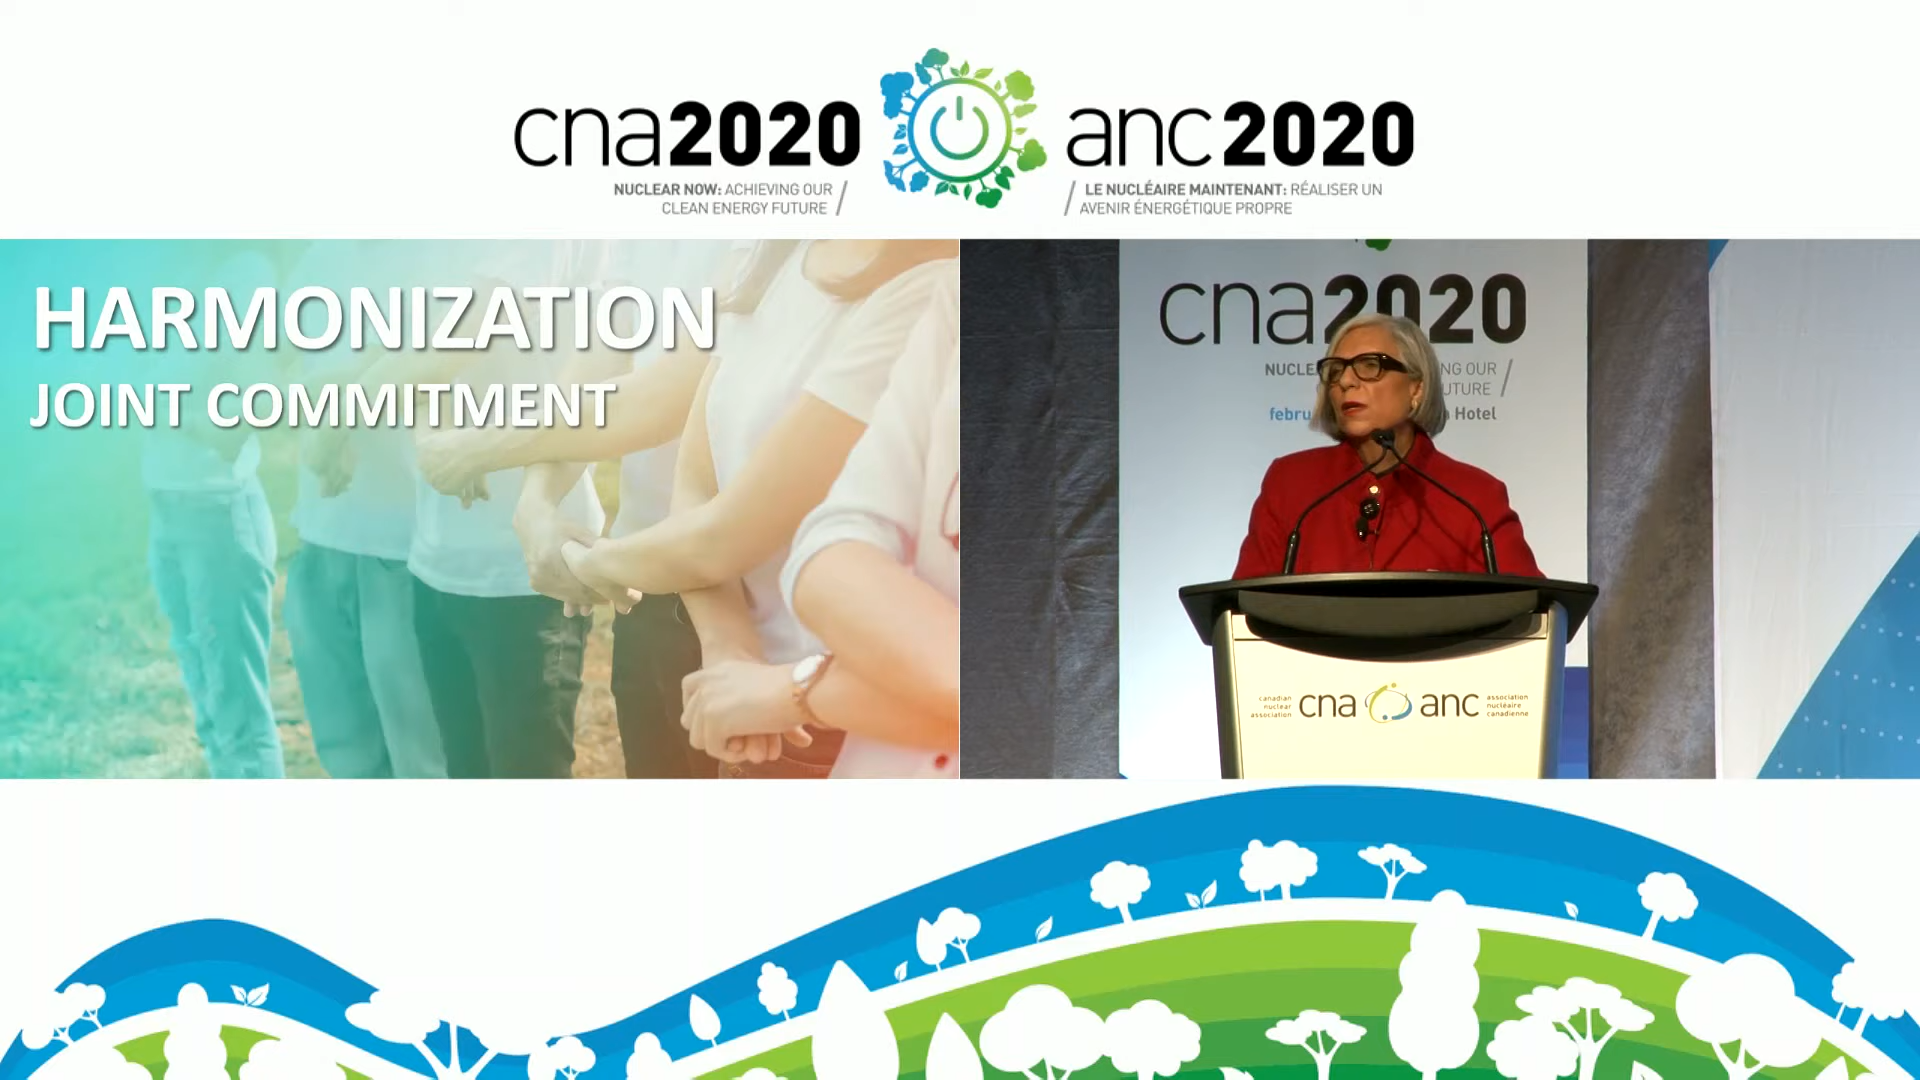 cna2020
anc2020
NUCLEAR NOW: ACHIEVING OUR
CLEAN ENERGY FUTURE
LE NUCLÉAIRE MAINTENANT: RÉALISER UN
AVENIR ÉNERGÉTIQUE PROPRE
HARMONIZATION
JOINT COMMITMENT
cna2020
NUCLE
NG OUR
UTURE
febru
Hotel
canadian
nuclear
association
cna
anc
association
nucléaire
canadienne